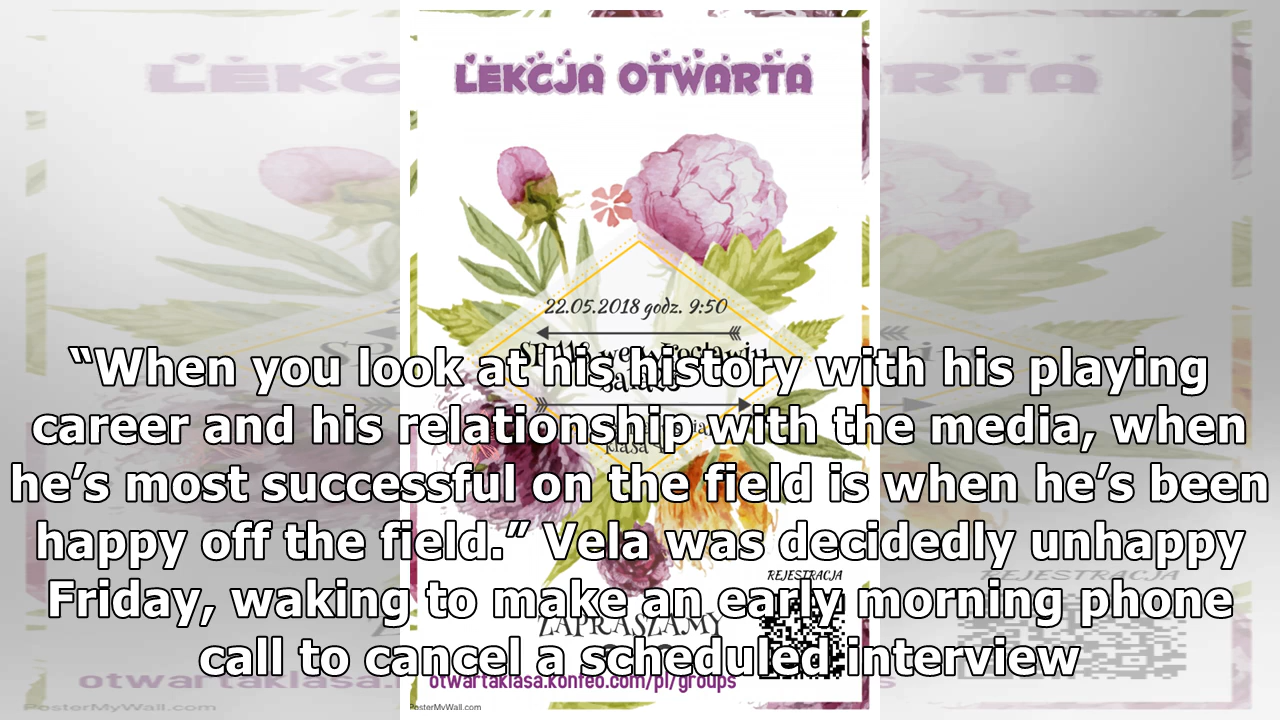 LEKCJA OTWARTA
22.05.2018 godz. 9:50
“When you look at his history with his playing
career and his relationship with the media, when
he’s most successful on the field is when he’s been
happy off the field.” Vela was decidedly unhappy
Friday, waking to make an early morning phone
call to cancel a scheduled interview
klasa
REJESTRACJA
ZAPRASZAMY
otwartaklasa.konfeo.com/pl/groups
PosterMyWall.com